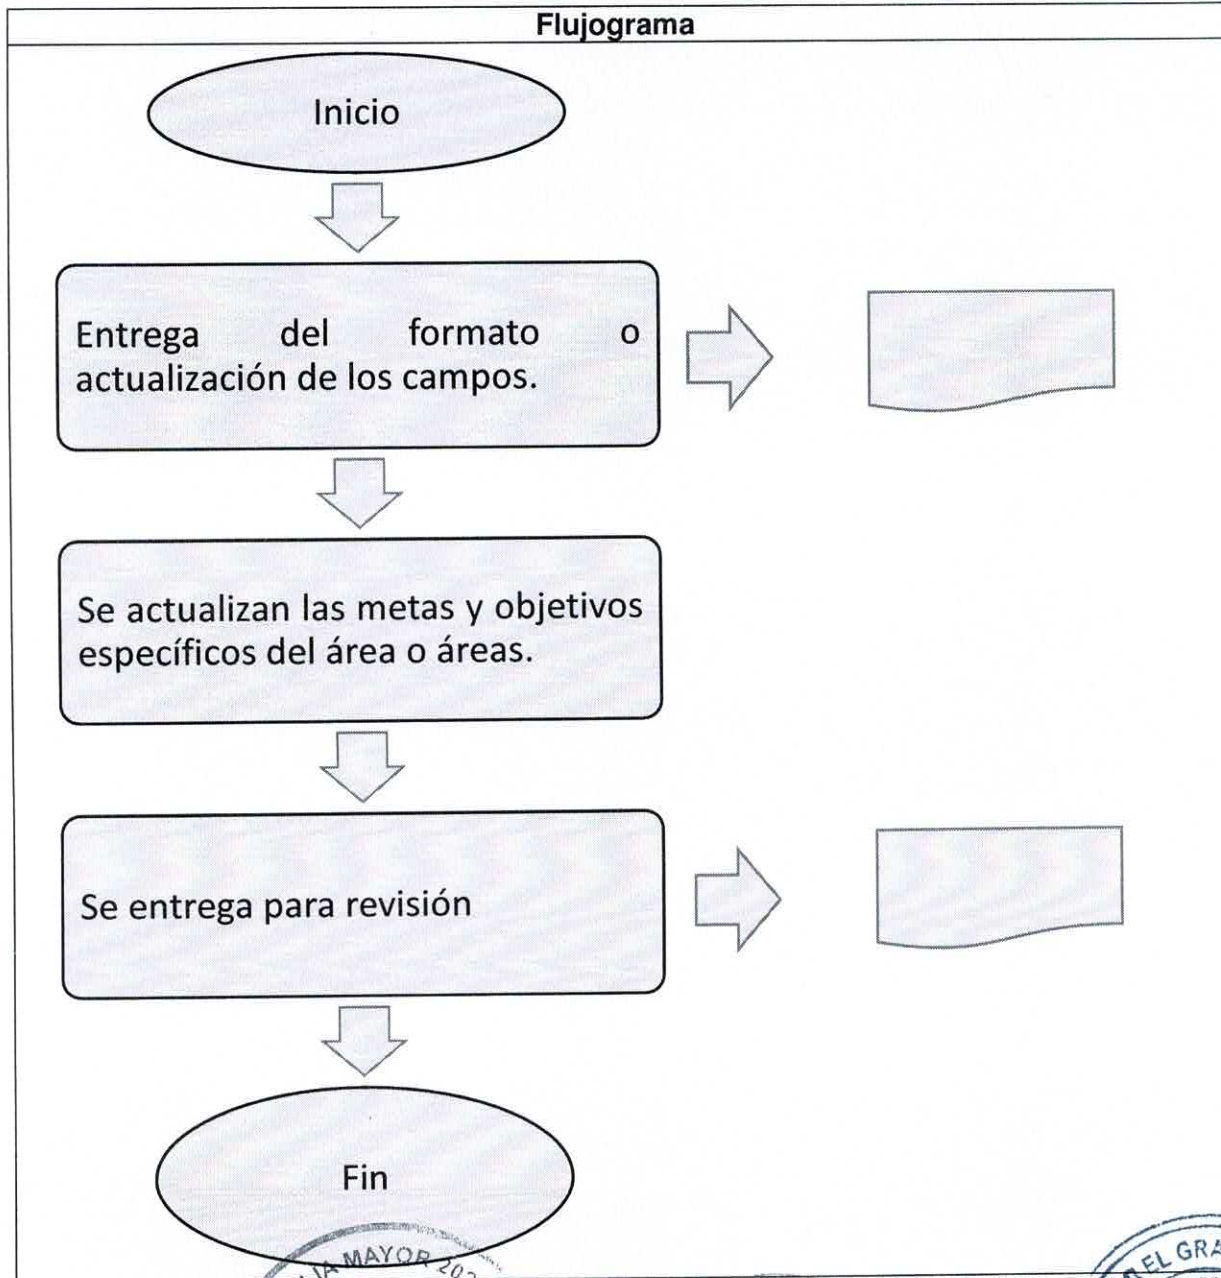 Flujograma
Inicio
Entrega del formato o
actualización de los campos.
Se actualizan las metas y objetivos
específicos del área o áreas.
Se entrega para revisión
Fin
MAYOR
EL